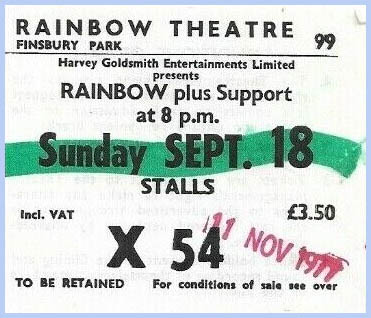 RAINBOW THEATRE
FINSBURY PARK 99
Harvey Goldsmith Entertainments Limited
presents
RAINBOW plus Support
at 8 p.m.
Sunday SEPT. 18
STALLS
Incl. VAT £3.50
X 54 11 NOV 1977
TO BE RETAINED For conditions of sale see over